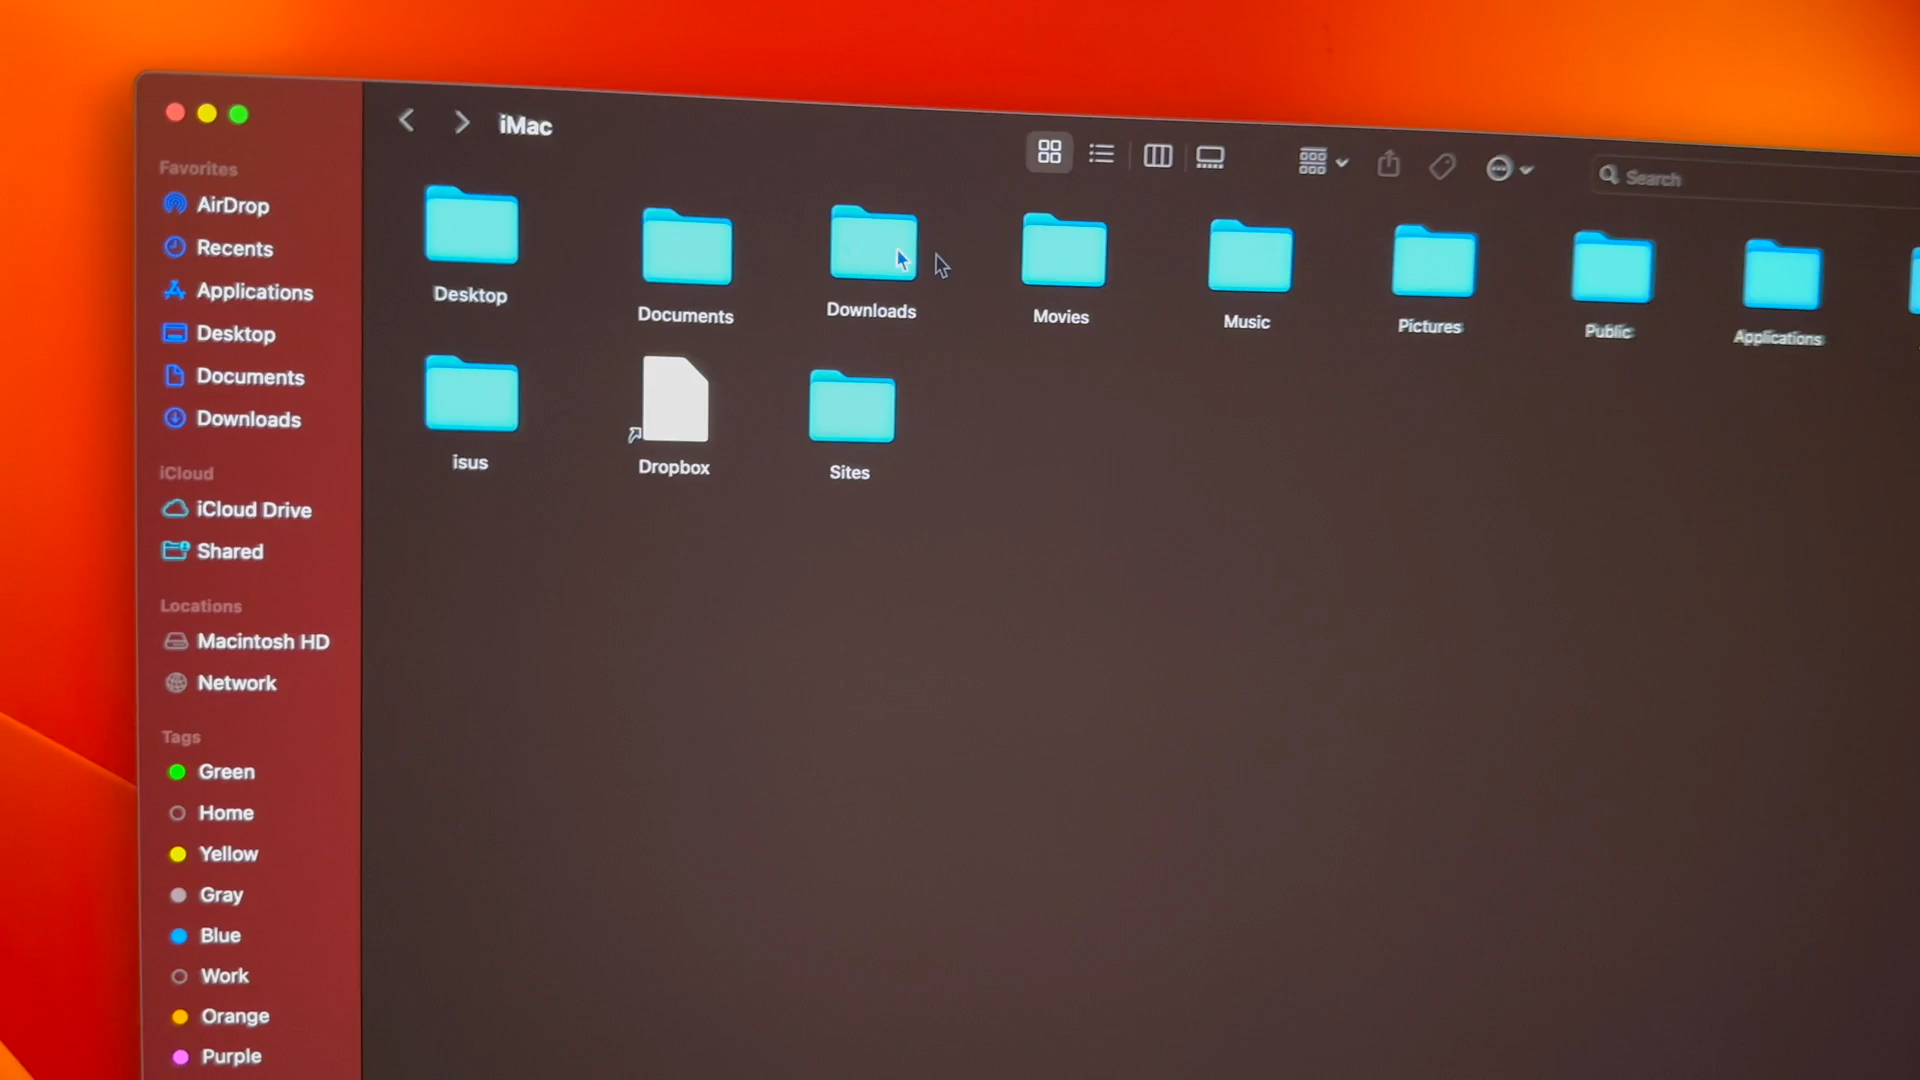 iMac
Search
Favorites
AirDrop
Recents
Applications
Desktop
Documents
Downloads
iCloud
iCloud Drive
Shared
Locations
Macintosh HD
Network
Tags
Green
Home
Yellow
Gray
Blue
Work
Orange
Purple
Desktop
Documents
Downloads
Movies
Music
Pictures
Public
Applications
isus
Dropbox
Sites